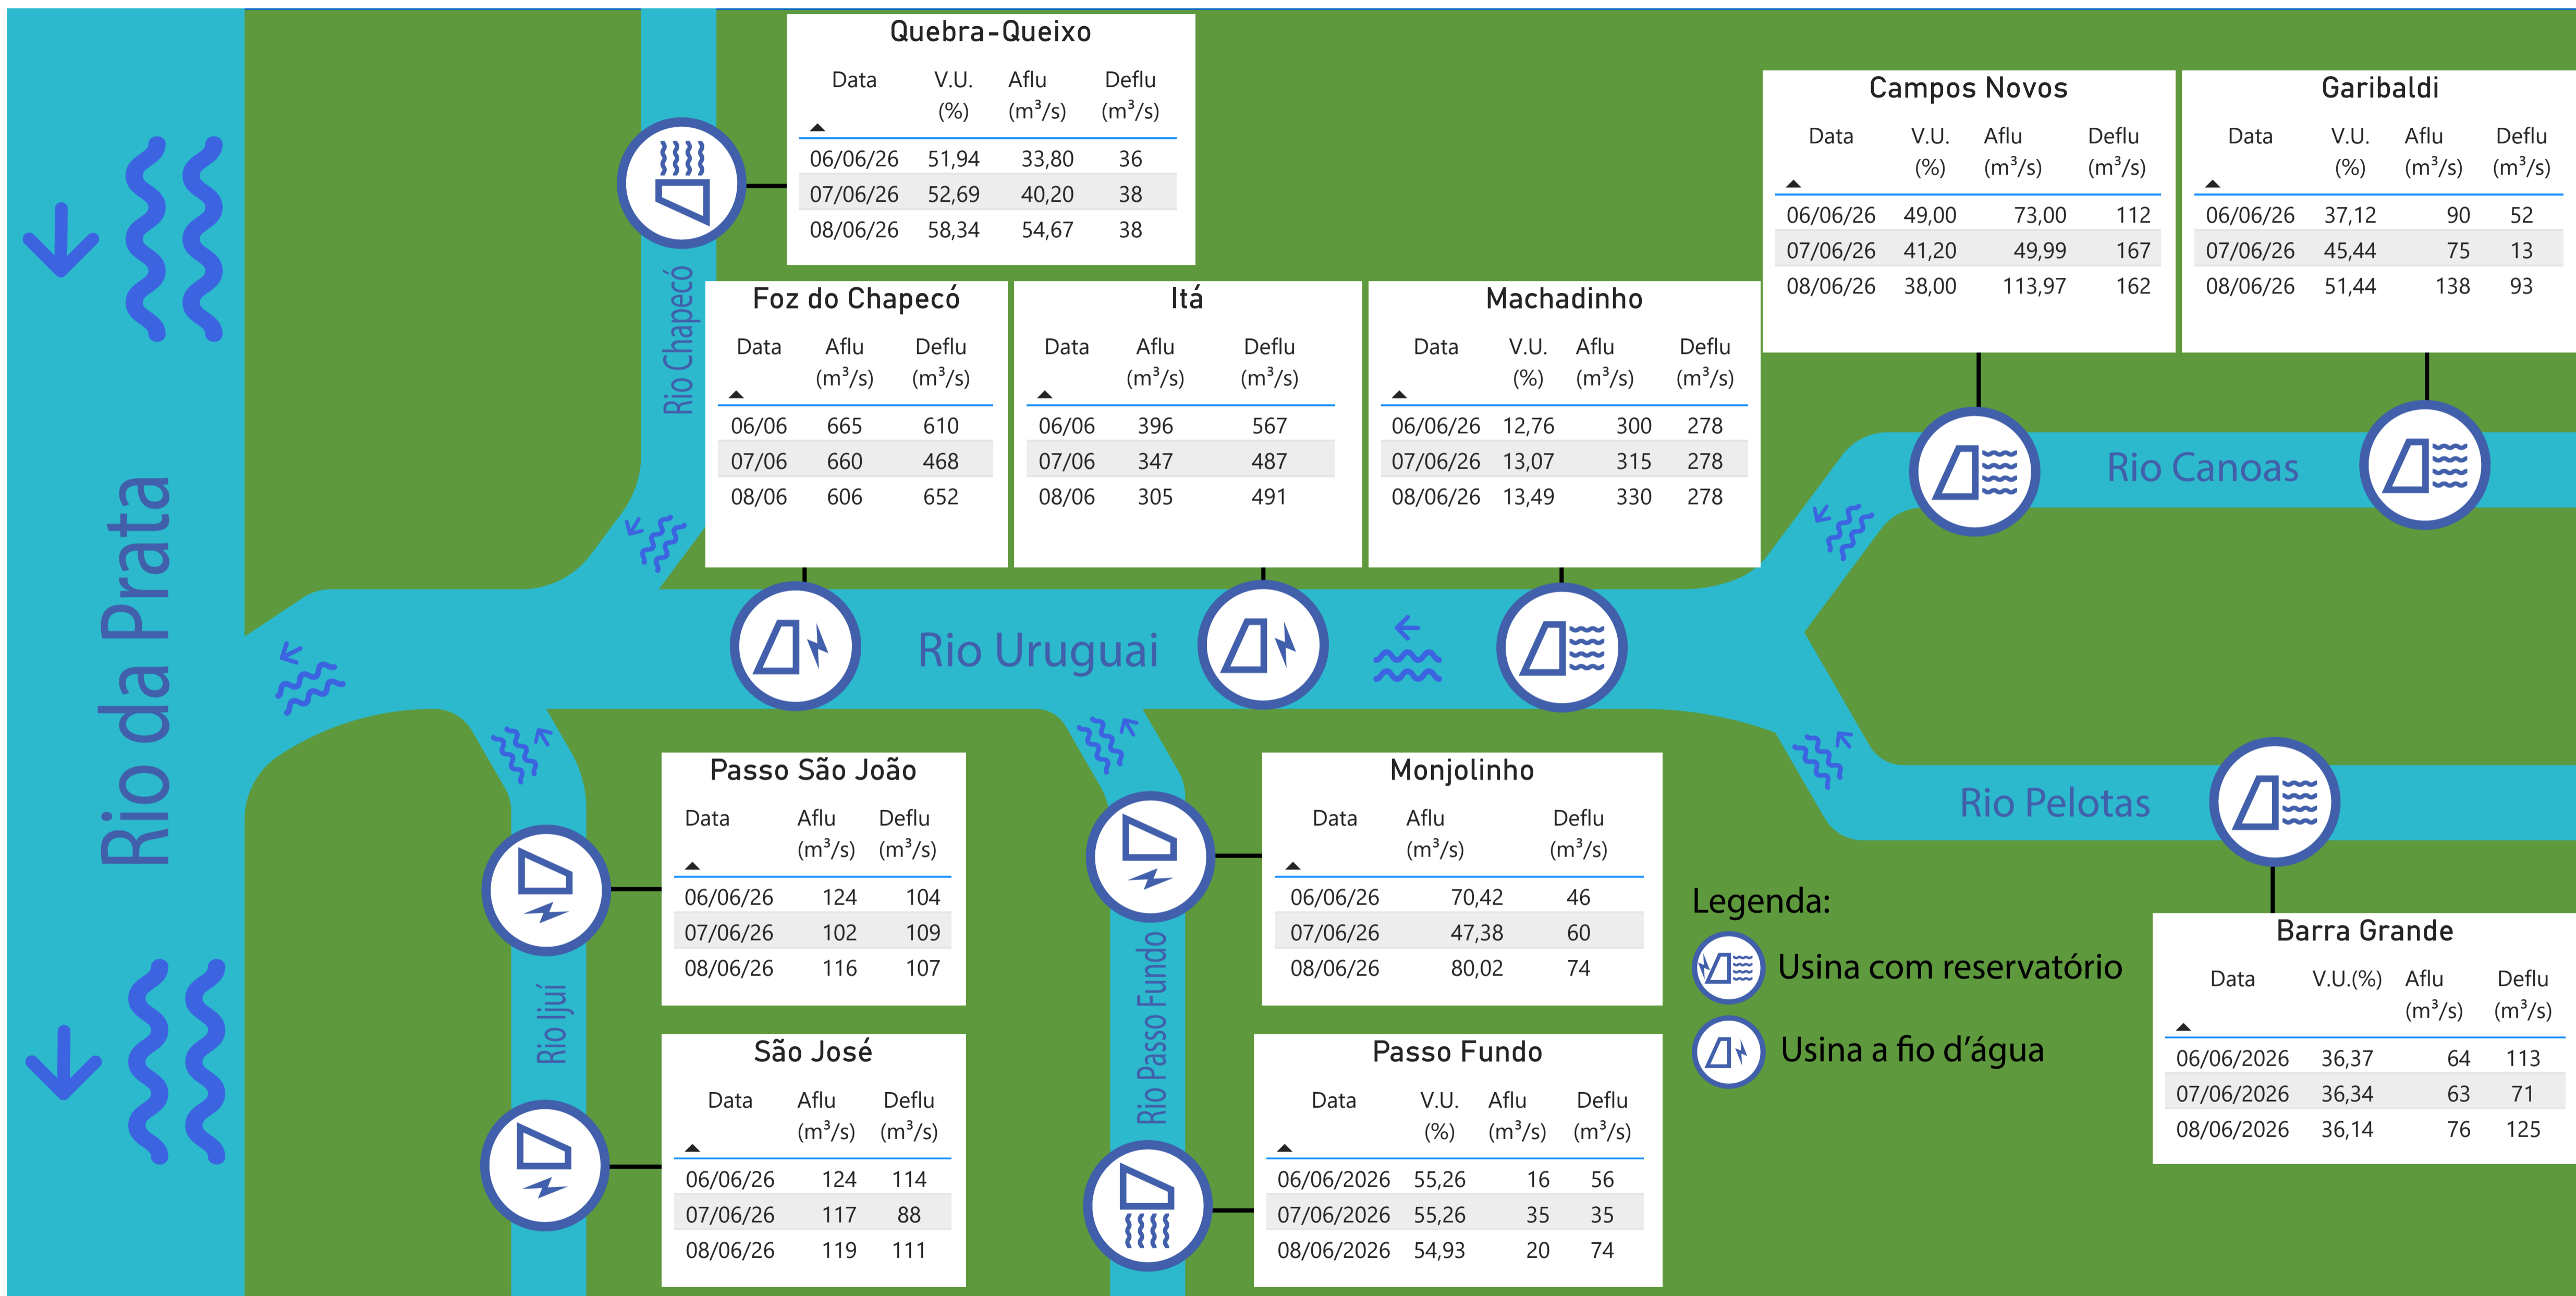 Rio da Prata
Quebra-Queixo
Data V.U. (%) Aflu (m³/s) Deflu (m³/s)
06/06/26 51,94 33,80 36
07/06/26 52,69 40,20 38
08/06/26 58,34 54,67 38
Rio Chapecó
Foz do Chapecó
Data Aflu (m³/s) Deflu (m³/s)
06/06 665 610
07/06 660 468
08/06 606 652
Itá
Data Aflu (m³/s) Deflu (m³/s)
06/06 396 567
07/06 347 487
08/06 305 491
Machadinho
Data V.U. (%) Aflu (m³/s) Deflu (m³/s)
06/06/26 12,76 300 278
07/06/26 13,07 315 278
08/06/26 13,49 330 278
Campos Novos
Data V.U. (%) Aflu (m³/s) Deflu (m³/s)
06/06/26 49,00 73,00 112
07/06/26 41,20 49,99 167
08/06/26 38,00 113,97 162
Garibaldi
Data V.U. (%) Aflu (m³/s) Deflu (m³/s)
06/06/26 37,12 90 52
07/06/26 45,44 75 13
08/06/26 51,44 138 93
Rio Canoas
Rio Uruguai
Rio Pelotas
Passo São João
Data Aflu (m³/s) Deflu (m³/s)
06/06/26 124 104
07/06/26 102 109
08/06/26 116 107
Rio Ijuí
São José
Data Aflu (m³/s) Deflu (m³/s)
06/06/26 124 114
07/06/26 117 88
08/06/26 119 111
Monjolinho
Data Aflu (m³/s) Deflu (m³/s)
06/06/26 70,42 46
07/06/26 47,38 60
08/06/26 80,02 74
Rio Passo Fundo
Passo Fundo
Data V.U. (%) Aflu (m³/s) Deflu (m³/s)
06/06/2026 55,26 16 56
07/06/2026 55,26 35 35
08/06/2026 54,93 20 74
Legenda:
Usina com reservatório
Usina a fio d'água
Barra Grande
Data V.U.(%) Aflu (m³/s) Deflu (m³/s)
06/06/2026 36,37 64 113
07/06/2026 36,34 63 71
08/06/2026 36,14 76 125